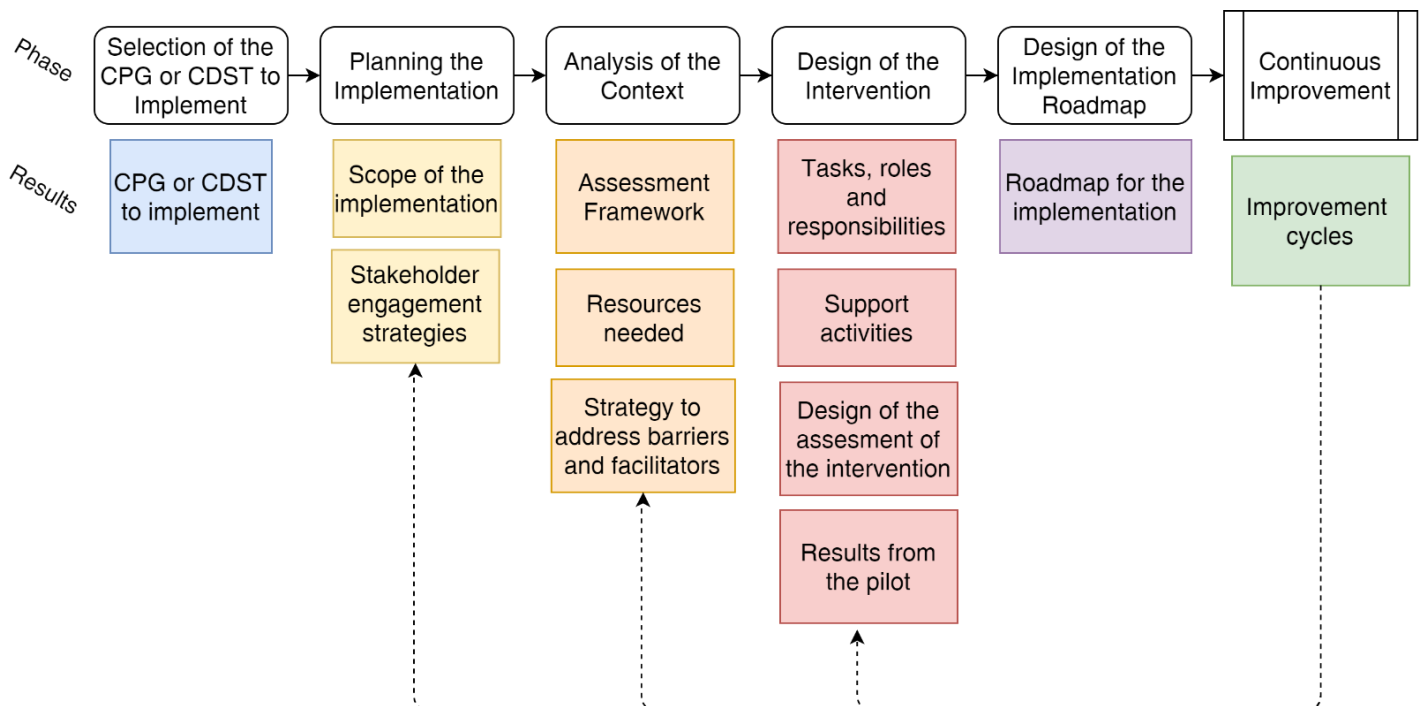 Phase
Selection of the
CPG or CDST to
Implement
Planning the
Implementation
Analysis of the
Context
Design of the
Intervention
Design of the
Implementation
Roadmap
Continuous
Improvement
Results
CPG or CDST
to implement
Scope of the
implementation
Stakeholder
engagement
strategies
Assessment
Framework
Resources
needed
Strategy to
address barriers
and facilitators
Tasks, roles
and
responsibilities
Support
activities
Design of the
assesment of
the intervention
Results from
the pilot
Roadmap for the
implementation
Improvement
cycles